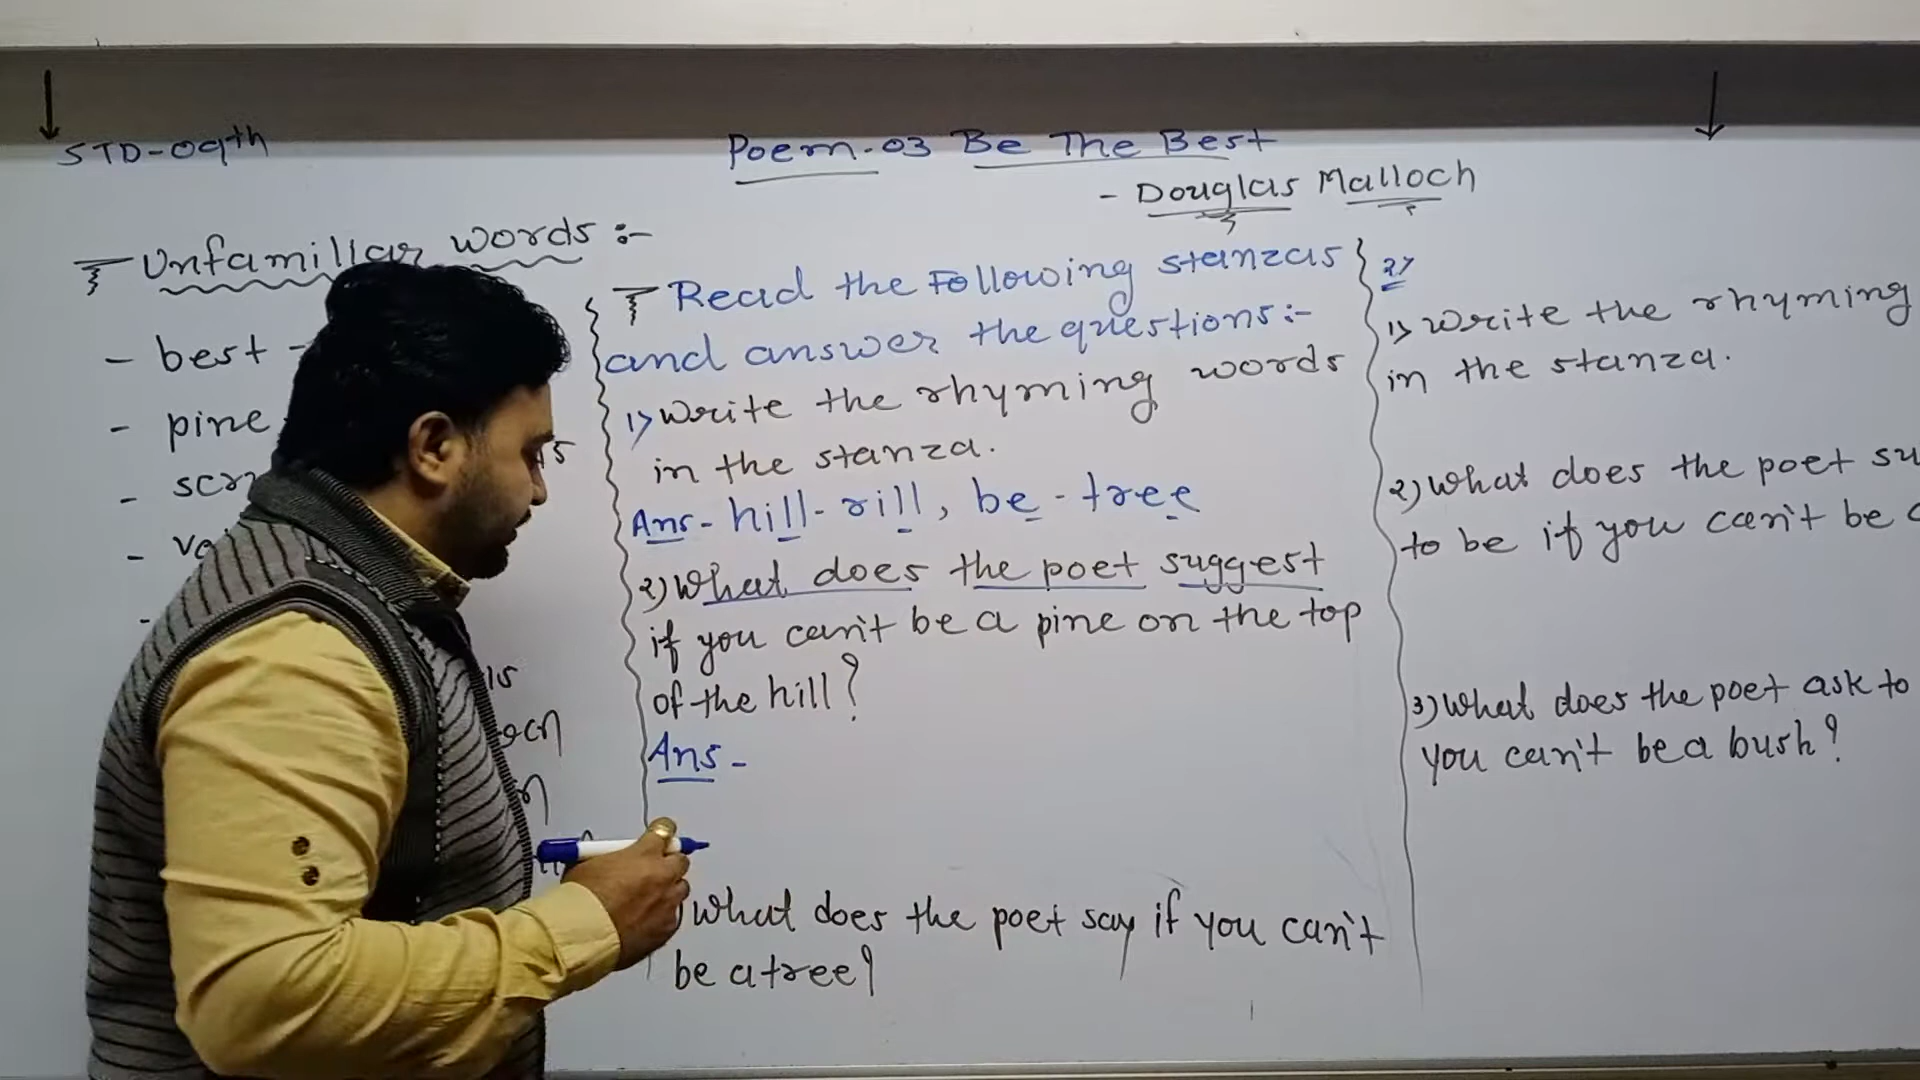 STD-09th
Poem-03 Be The Best
- Douglas Malloch
Unfamiliar words :-
- best -
- pine
-
-
-
Read the Following stanzas
and answer the questions:-
1) Write the rhyming words
in the stanza.
Ans- hill - rill, be - tree
2) What does the poet suggest
if you can't be a pine on the top
of the hill?
Ans -
What does the poet say if you can't
be a tree?
2)
1) Write the rhyming
in the stanza.
2) What does the poet
to be if you can't be
3) What does the poet ask to
you can't be a bush?